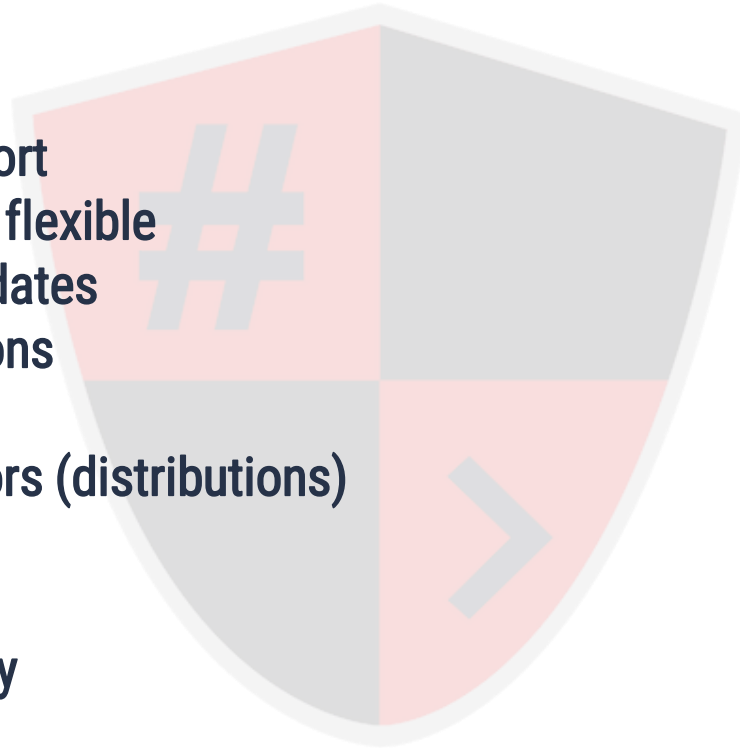 ort
flexible
dates
ons
ors (distributions)
y
#
>